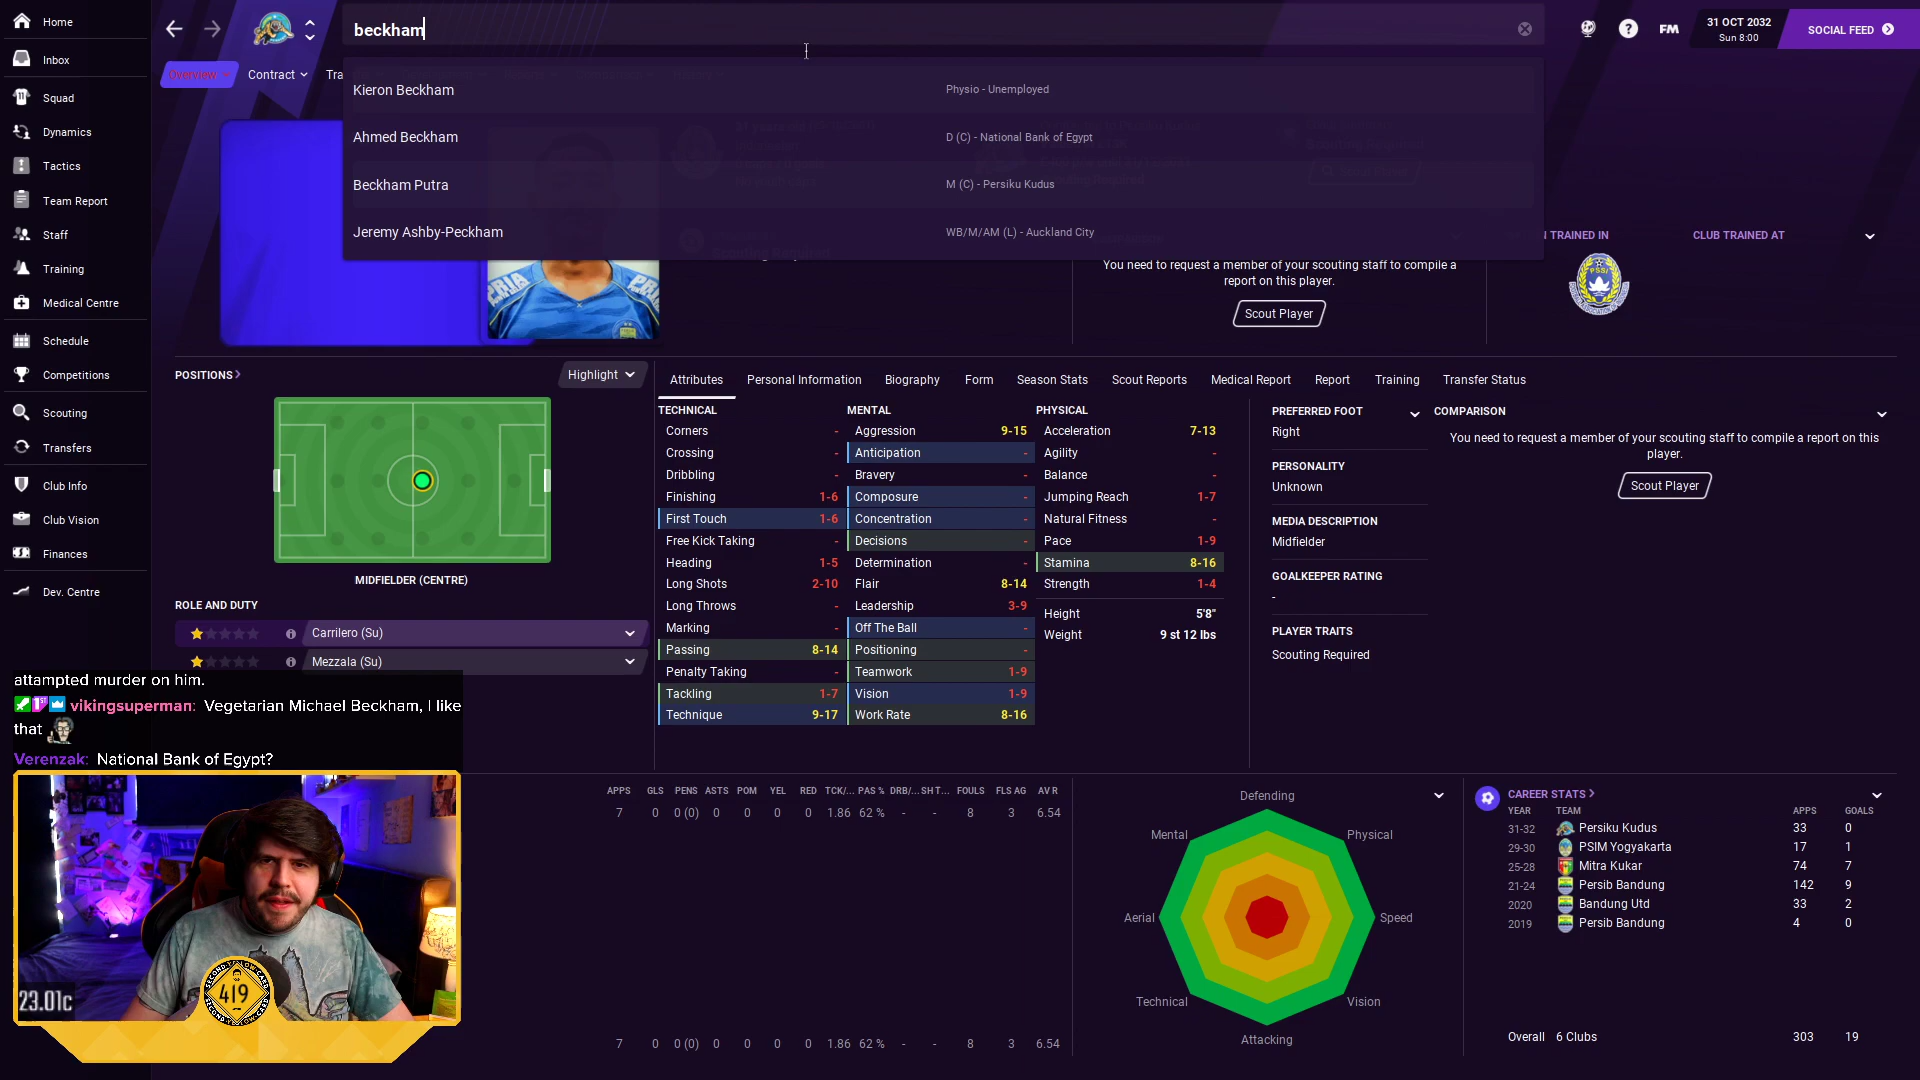 Home
Inbox
Squad
Dynamics
Tactics
Team Report
Staff
Training
Medical Centre
Schedule
Competitions
Scouting
Transfers
Club Info
Club Vision
Finances
Dev. Centre
beckham
FM
31 OCT 2032
Sun 8:00
SOCIAL FEED
Overview
Contract
Tra
Kieron Beckham Physio - Unemployed
Ahmed Beckham D (C) - National Bank of Egypt
Beckham Putra M (C) - Persiku Kudus
Jeremy Ashby-Peckham WB/M/AM (L) - Auckland City
You need to request a member of your scouting staff to compile a
report on this player.
Scout Player
N TRAINED IN
CLUB TRAINED AT
PSSI
POSITIONS
Highlight
MIDFIELDER (CENTRE)
ROLE AND DUTY
Carrilero (Su)
Mezzala (Su)
Attributes Personal Information Biography Form Season Stats Scout Reports Medical Report Report Training Transfer Status
TECHNICAL
Corners -
Crossing -
Dribbling -
Finishing 1-6
First Touch 1-6
Free Kick Taking -
Heading 1-5
Long Shots 2-10
Long Throws -
Marking -
Passing 8-14
Penalty Taking -
Tackling 1-7
Technique 9-17
MENTAL
Aggression 9-15
Anticipation -
Bravery -
Composure -
Concentration -
Decisions -
Determination -
Flair 8-14
Leadership 3-9
Off The Ball -
Positioning -
Teamwork 1-9
Vision 1-9
Work Rate 8-16
PHYSICAL
Acceleration 7-13
Agility -
Balance -
Jumping Reach 1-7
Natural Fitness -
Pace 1-9
Stamina 8-16
Strength 1-4
Height 5'8"
Weight 9 st 12 lbs
PREFERRED FOOT
Right
PERSONALITY
Unknown
MEDIA DESCRIPTION
Midfielder
GOALKEEPER RATING
-
PLAYER TRAITS
Scouting Required
COMPARISON
You need to request a member of your scouting staff to compile a report on this
player.
Scout Player
attampted murder on him.
vikingsuperman: Vegetarian Michael Beckham, I like
that
Verenzak: National Bank of Egypt?
23.01c
SECOND YELLOW CARD
419
APPS GLS PENS ASTS POM YEL RED TCK/... PAS % DRB/... SH T... FOULS FLS AG AV R
7 0 0 (0) 0 0 0 0 1.86 62 % - - 8 3 6.54
7 0 0 (0) 0 0 0 0 1.86 62 % - - 8 3 6.54
Defending
Physical
Speed
Vision
Attacking
Technical
Aerial
Mental
CAREER STATS
YEAR TEAM APPS GOALS
31-32 Persiku Kudus 33 0
29-30 PSIM Yogyakarta 17 1
25-28 Mitra Kukar 74 7
21-24 Persib Bandung 142 9
2020 Bandung Utd 33 2
2019 Persib Bandung 4 0
Overall 6 Clubs 303 19